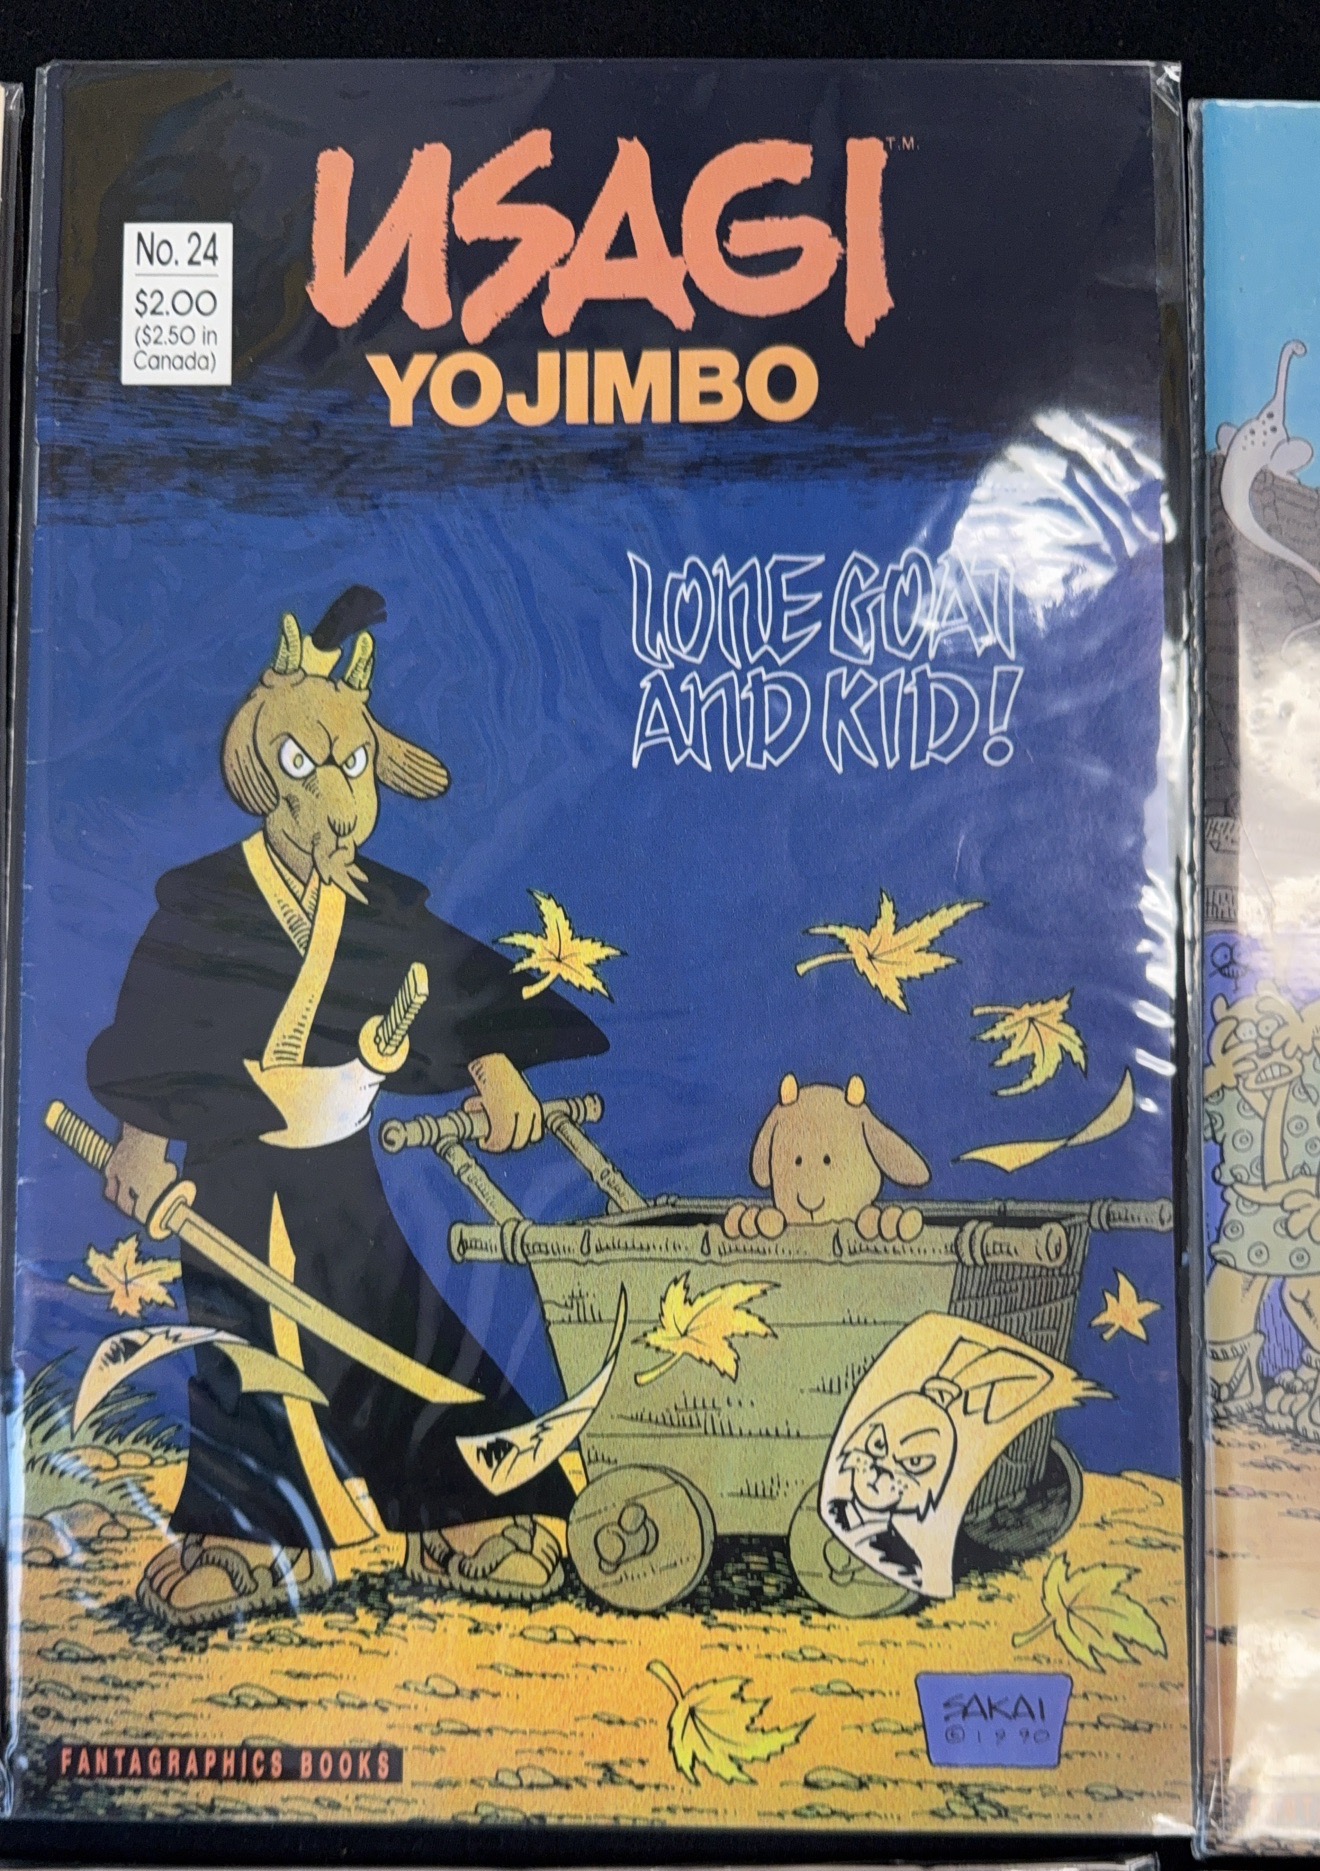 USAGI T.M.
YOJIMBO
No. 24
$2.00
($2.50 in
Canada)
LONE GOAT
AND KID!
SAKAI
© 1990
FANTAGRAPHICS BOOKS